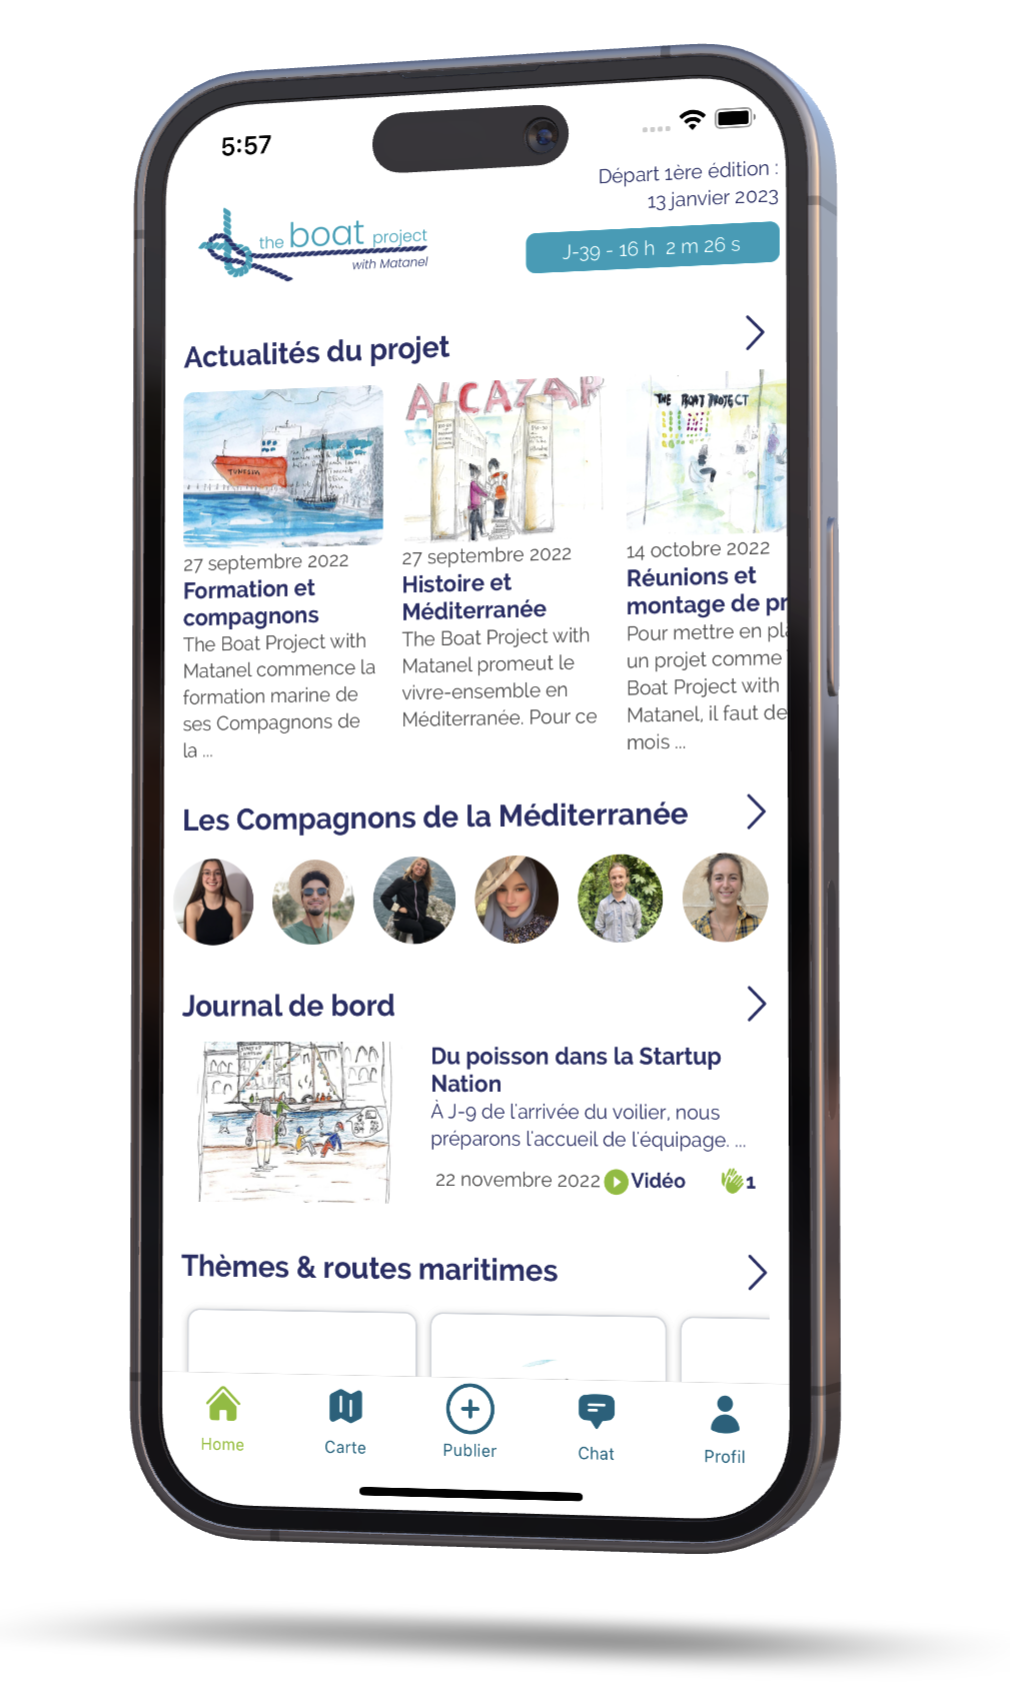 5:57
Départ 1ère édition :
13 janvier 2023
the boat project
with Matanel
J-39 - 16 h 2 m 26 s
Actualités du projet
TUNISIA
ALCAZAR
THE BOAT PROJECT
27 septembre 2022
Formation et
compagnons
The Boat Project with
Matanel commence la
formation marine de
ses Compagnons de
la ...
27 septembre 2022
Histoire et
Méditerranée
The Boat Project with
Matanel promeut le
vivre-ensemble en
Méditerranée. Pour ce
14 octobre 2022
Réunions et
montage de pr
Pour mettre en pla
un projet comme
Boat Project with
Matanel, il faut de
mois ...
Les Compagnons de la Méditerranée
Journal de bord
Du poisson dans la Startup
Nation
À J-9 de l'arrivée du voilier, nous
préparons l'accueil de l'équipage. ...
22 novembre 2022 Vidéo 1
Thèmes & routes maritimes
Home
Carte
Publier
Chat
Profil